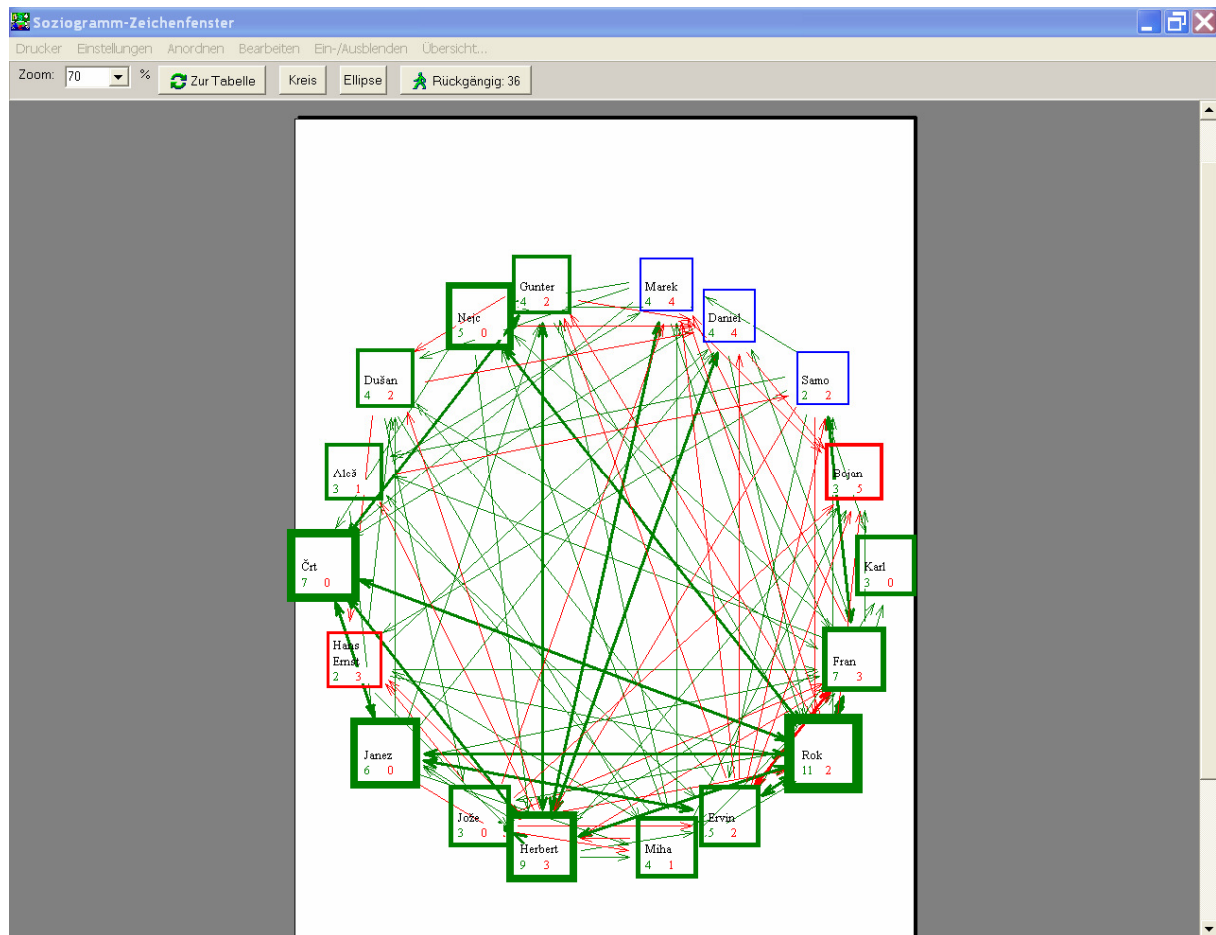 Soziogramm-Zeichenfenster
Drucker Einstellungen Anordnen Bearbeiten Ein-/Ausblenden Übersicht...
Zoom: 70 % Zur Tabelle Kreis Ellipse Rückgängig: 36
Gunter
4 2
Marek
4 4
Nejc
5 0
Daniel
4 4
Dušan
4 2
Samo
2 2
Aleš
3 1
Bojan
3 5
Črt
7 0
Karl
3 0
Hans
Ernst
2 3
Fran
7 3
Janez
6 0
Rok
11 2
Jože
3 0
Ervin
5 2
Herbert
9 3
Miha
4 1